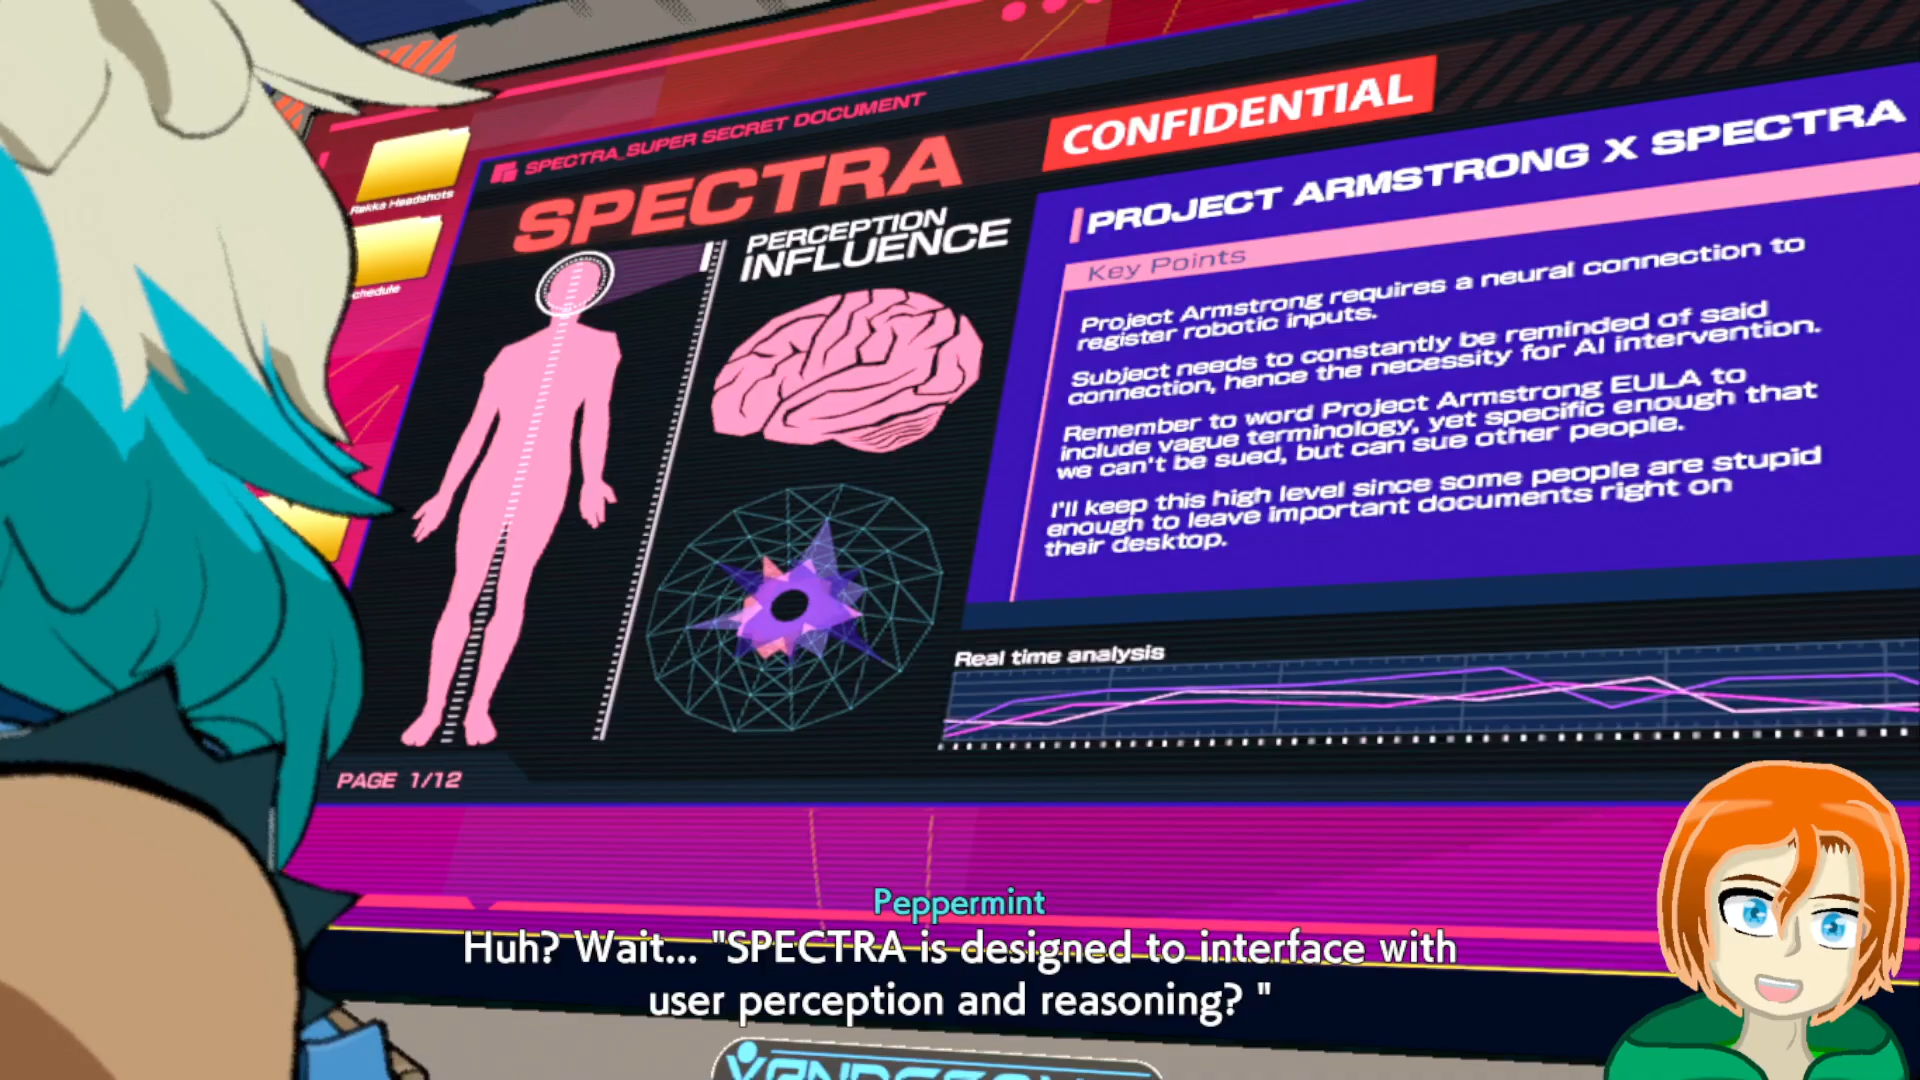 Rekka Headshots
chedule
SPECTRA_SUPER SECRET DOCUMENT
SPECTRA
PERCEPTION
INFLUENCE
CONFIDENTIAL
PROJECT ARMSTRONG X SPECTRA
Key Points
Project Armstrong requires a neural connection to
register robotic inputs.
Subject needs to constantly be reminded of said
connection, hence the necessity for AI intervention.
Remember to word Project Armstrong EULA to
include vague terminology, yet specific enough that
we can't be sued, but can sue other people.
I'll keep this high level since some people are stupid
enough to leave important documents right on
their desktop.
Real time analysis
PAGE 1/12
Peppermint
Huh? Wait... "SPECTRA is designed to interface with
user perception and reasoning? "